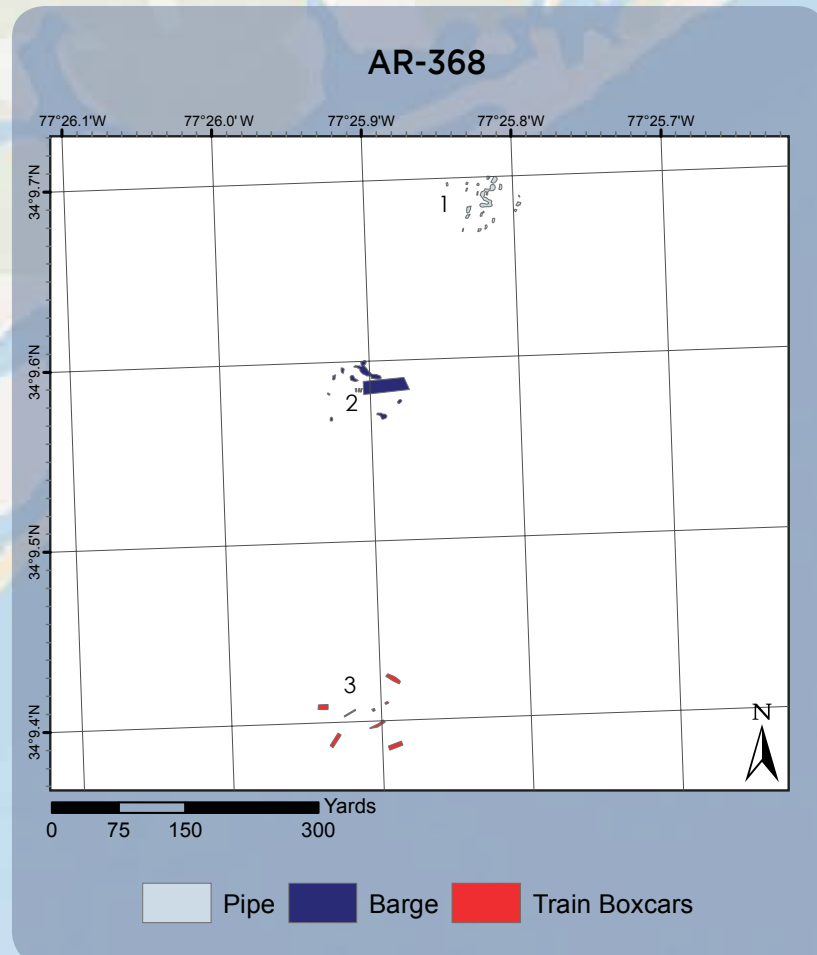 AR-368
77°26.1'W 77°26.0'W 77°25.9'W 77°25.8'W 77°25.7'W
34°9.7'N
1
34°9.6'N
2
34°9.5'N
3
34°9.4'N
N
Yards
0 75 150 300
Pipe Barge Train Boxcars